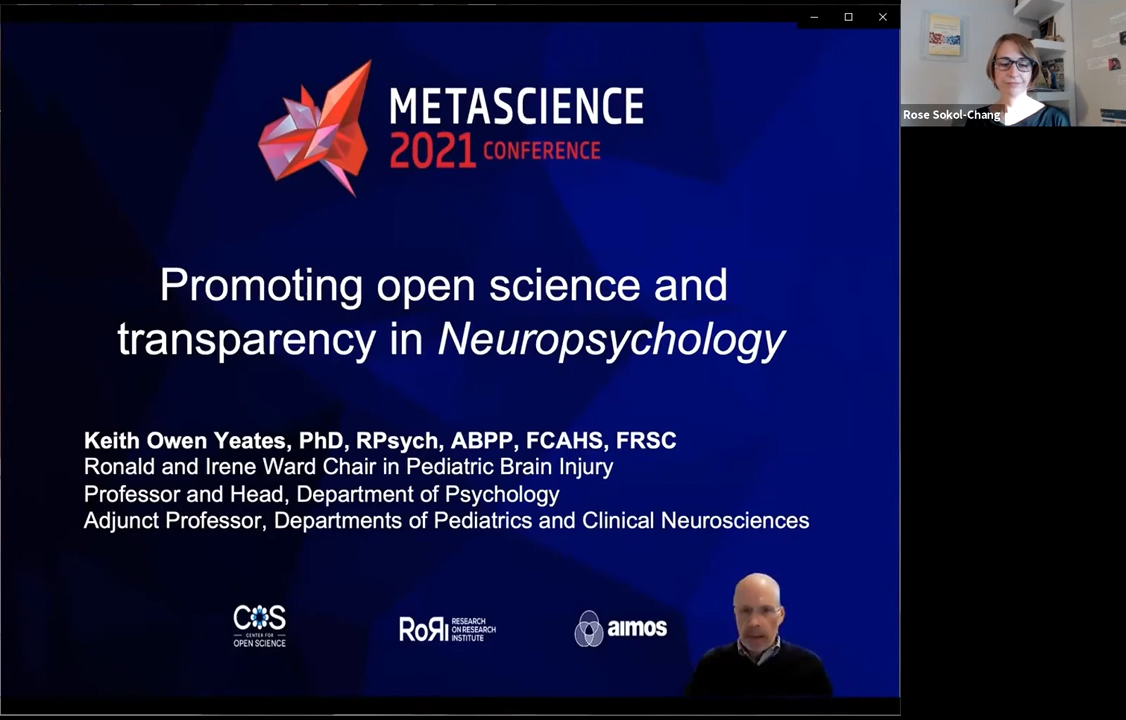 METASCIENCE
2021 CONFERENCE
Rose Sokol-Chang
Promoting open science and
transparency in Neuropsychology
Keith Owen Yeates, PhD, RPsych, ABPP, FCAHS, FRSC
Ronald and Irene Ward Chair in Pediatric Brain Injury
Professor and Head, Department of Psychology
Adjunct Professor, Departments of Pediatrics and Clinical Neurosciences
COS
CENTER FOR
OPEN SCIENCE
RoRI
RESEARCH
ON RESEARCH
INSTITUTE
aimos